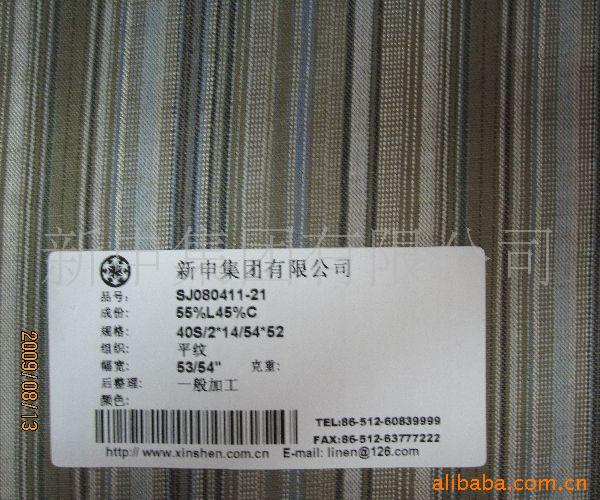 新申集团有限公司
新申集团有限公司
品号: SJ080411-21
成份: 55%L45%C
规格: 40S/2*14/54*52
组织: 平纹
幅宽: 53/54" 克重:
后整理: 一般加工
颜色:
TEL:86-512-60839999
FAX:86-512-63777222
http://www.xinshen.com.cn E-mail: linen@126.com
2009/08/13
alibaba.com.cn